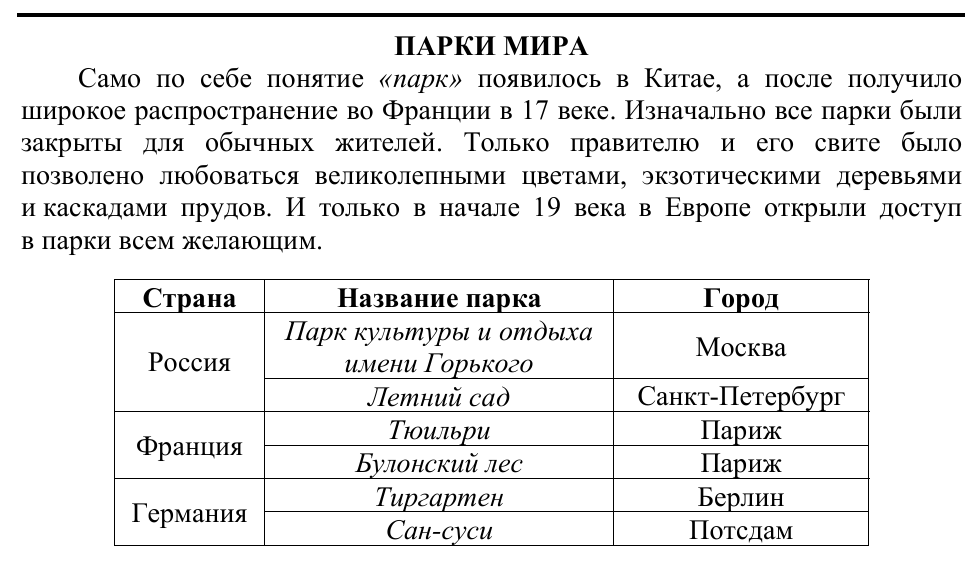 ПАРКИ МИРА
Само по себе понятие «парк» появилось в Китае, а после получило
широкое распространение во Франции в 17 веке. Изначально все парки были
закрыты для обычных жителей. Только правителю и его свите было
позволено любоваться великолепными цветами, экзотическими деревьями
и каскадами прудов. И только в начале 19 века в Европе открыли доступ
в парки всем желающим.
Страна Название парка Город
Россия
Парк культуры и отдыха
имени Горького
Москва
Летний сад Санкт-Петербург
Франция
Тюильри Париж
Булонский лес Париж
Германия
Тиргартен Берлин
Сан-суси Потсдам